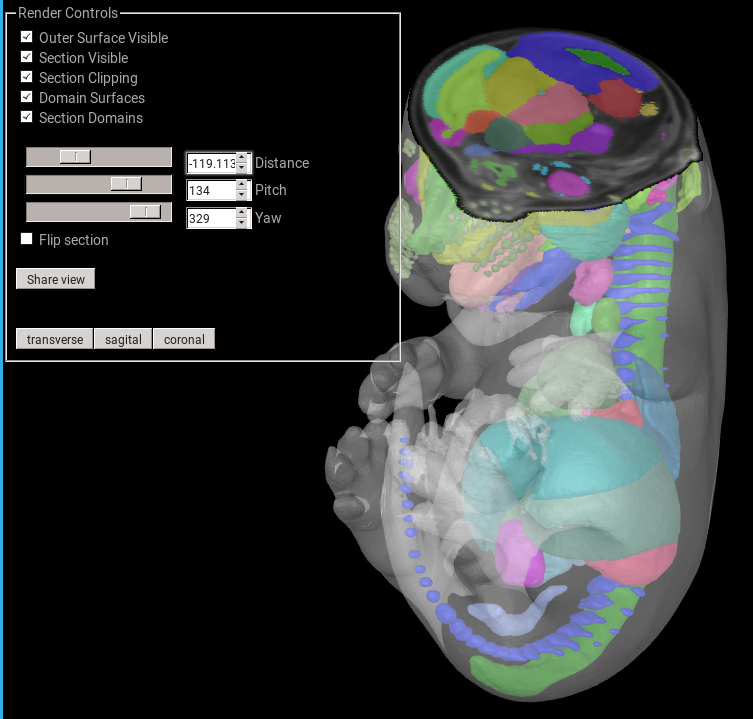 Render Controls
Outer Surface Visible
Section Visible
Section Clipping
Domain Surfaces
Section Domains
-119.113 Distance
134 Pitch
329 Yaw
Flip section
Share view
transverse sagital coronal